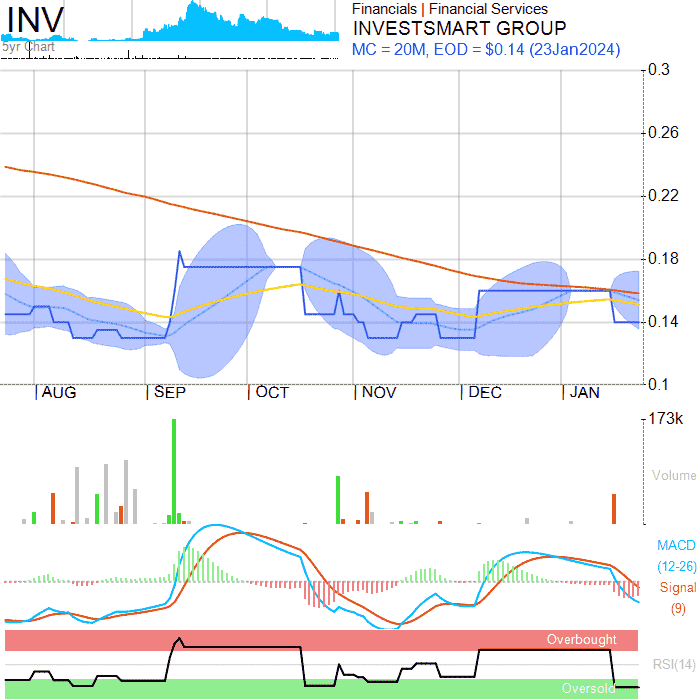 INV
5yr Chart
Financials | Financial Services
INVESTSMART GROUP
MC = 20M, EOD = $0.14 (23Jan2024)
0.3
0.26
0.22
0.18
0.14
0.1
| AUG | SEP | OCT | NOV | DEC | JAN
173k
Volume
MACD
(12-26)
Signal
(9)
Overbought
RSI(14)
Oversold